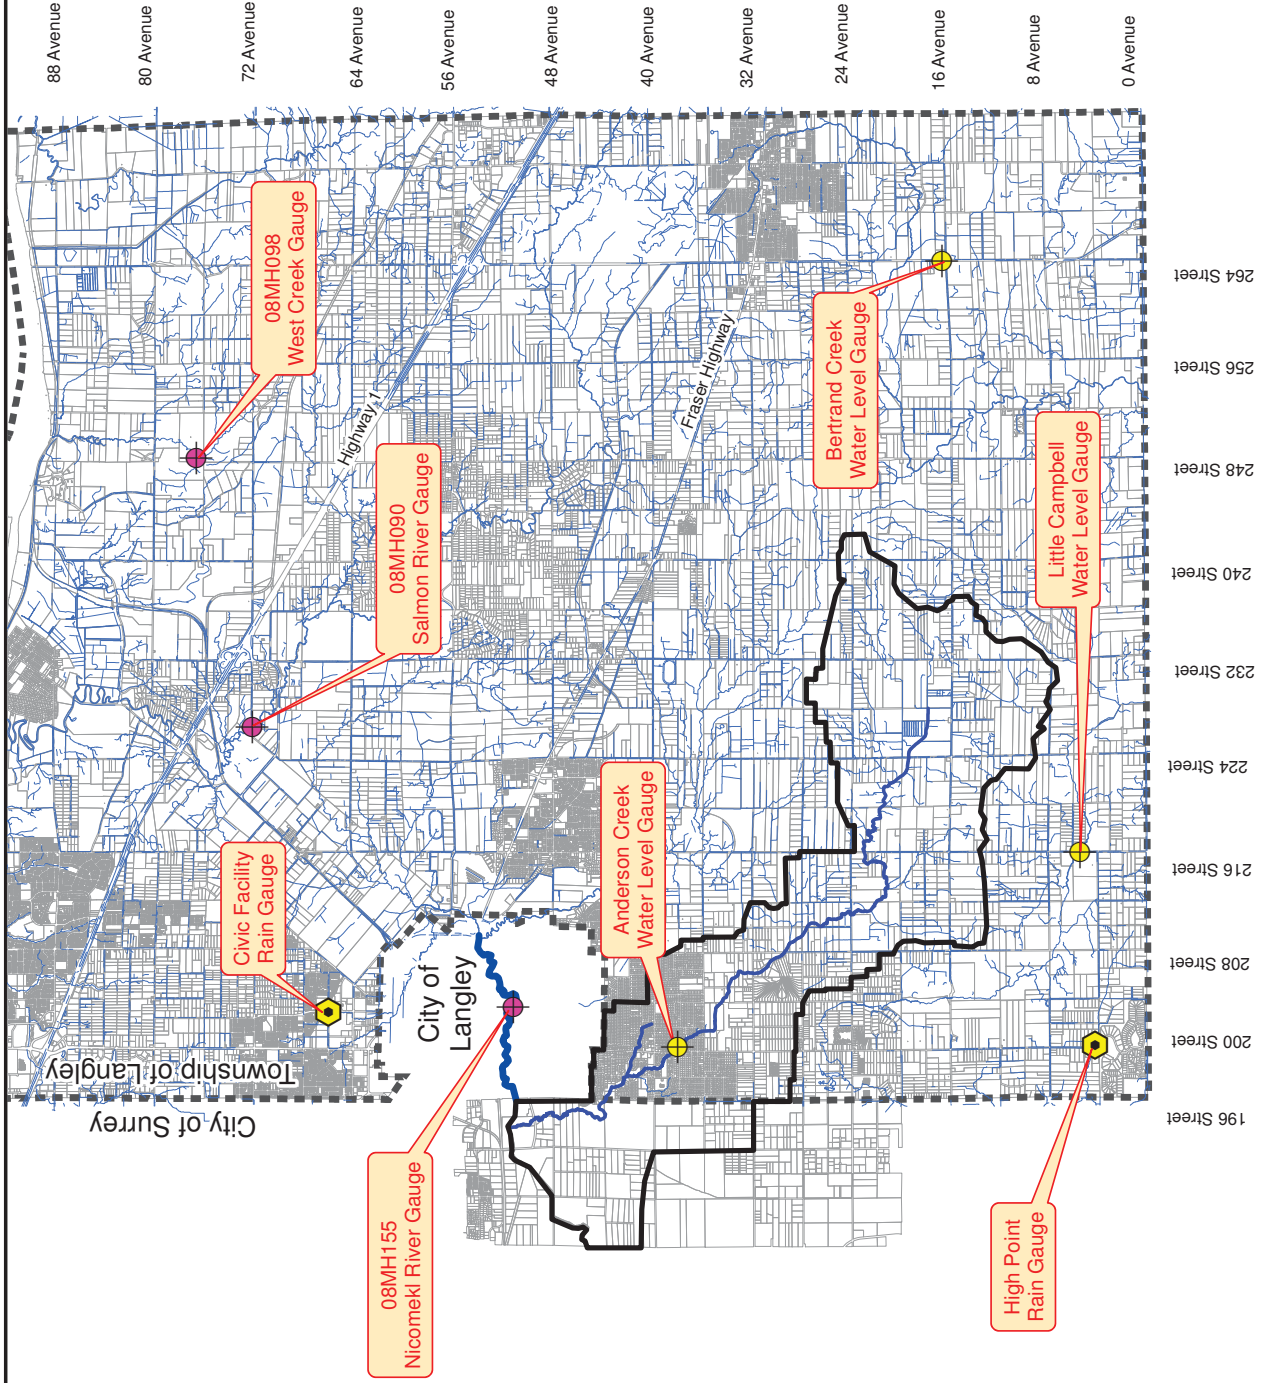 88 Avenue
80 Avenue
72 Avenue
64 Avenue
56 Avenue
48 Avenue
40 Avenue
32 Avenue
24 Avenue
16 Avenue
8 Avenue
0 Avenue
08MH098
West Creek Gauge
Highway 1
08MH090
Salmon River Gauge
Fraser Highway
Bertrand Creek
Water Level Gauge
Little Campbell
Water Level Gauge
Civic Facility
Rain Gauge
Anderson Creek
Water Level Gauge
City of
Langley
Township of Langley
City of Surrey
08MH155
Nicomekl River Gauge
High Point
Rain Gauge
264 Street
256 Street
248 Street
240 Street
232 Street
224 Street
216 Street
208 Street
200 Street
196 Street